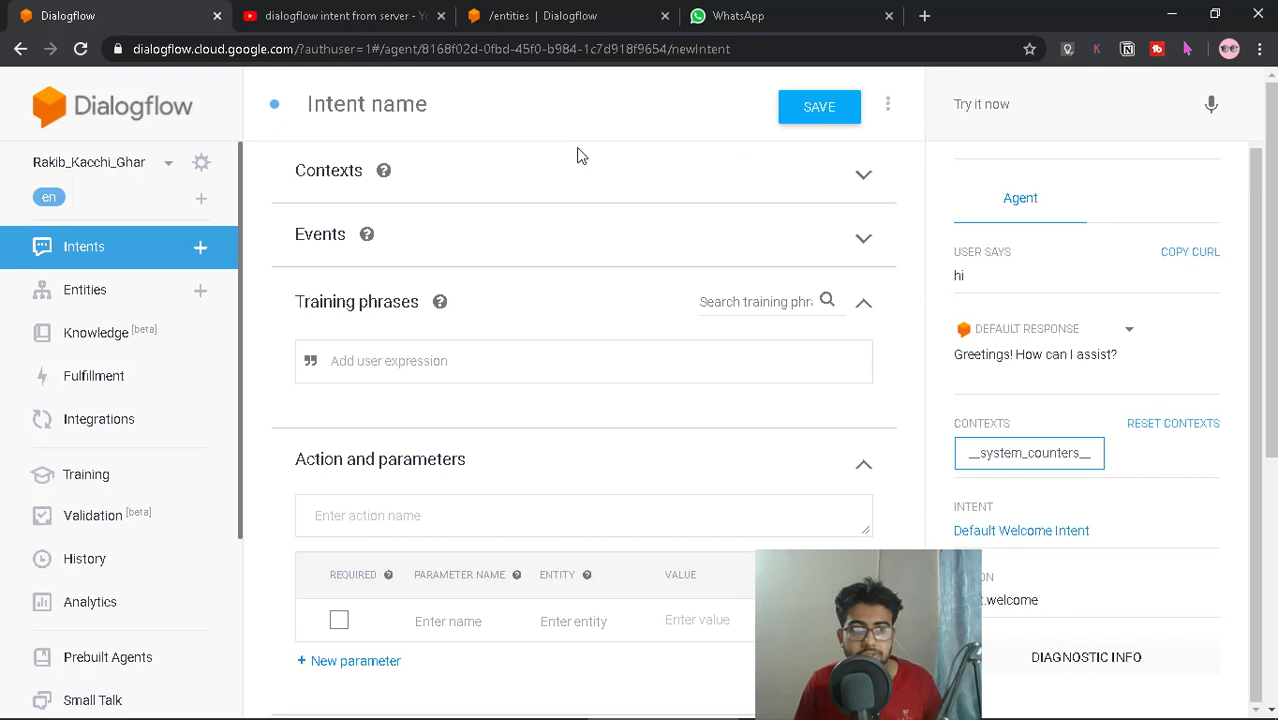 Dialogflow
dialogflow intent from server - Yo
/entities | Dialogflow
WhatsApp
dialogflow.cloud.google.com/?authuser=1#/agent/8168f02d-0fbd-45f0-b984-1c7d918f9654/newIntent
Dialogflow
Rakib_Kacchi_Ghar
en
Intents
Entities
Knowledge [beta]
Fulfillment
Integrations
Training
Validation [beta]
History
Analytics
Prebuilt Agents
Small Talk
Intent name
SAVE
Contexts
Events
Training phrases
Search training phr
Add user expression
Action and parameters
Enter action name
REQUIRED PARAMETER NAME ENTITY VALUE
Enter name Enter entity Enter value
+ New parameter
Try it now
Agent
USER SAYS COPY CURL
hi
DEFAULT RESPONSE
Greetings! How can I assist?
CONTEXTS RESET CONTEXTS
__system_counters__
INTENT
Default Welcome Intent
.welcome
DIAGNOSTIC INFO